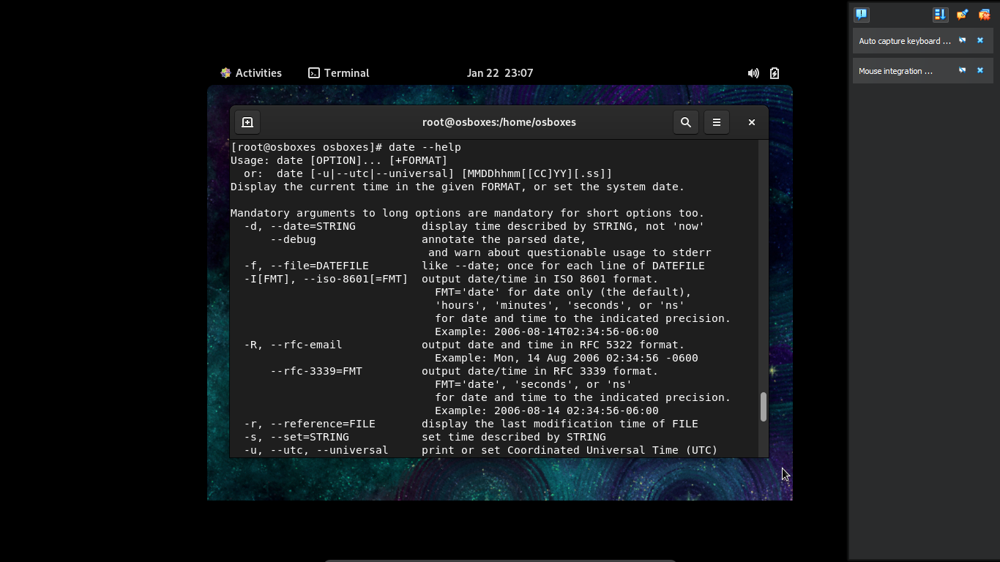 Activities
Terminal
Jan 22 23:07
Auto capture keyboard ...
Mouse integration ...
root@osboxes:/home/osboxes
[root@osboxes osboxes]# date --help
Usage: date [OPTION]... [+FORMAT]
  or:  date [-u|--utc|--universal] [MMDDhhmm[[CC]YY][.ss]]
Display the current time in the given FORMAT, or set the system date.

Mandatory arguments to long options are mandatory for short options too.
  -d, --date=STRING          display time described by STRING, not 'now'
      --debug                annotate the parsed date,
                              and warn about questionable usage to stderr
  -f, --file=DATEFILE        like --date; once for each line of DATEFILE
  -I[FMT], --iso-8601[=FMT]  output date/time in ISO 8601 format.
                               FMT='date' for date only (the default),
                               'hours', 'minutes', 'seconds', or 'ns'
                               for date and time to the indicated precision.
                               Example: 2006-08-14T02:34:56-06:00
  -R, --rfc-email            output date and time in RFC 5322 format.
                               Example: Mon, 14 Aug 2006 02:34:56 -0600
      --rfc-3339=FMT         output date/time in RFC 3339 format.
                               FMT='date', 'seconds', or 'ns'
                               for date and time to the indicated precision.
                               Example: 2006-08-14 02:34:56-06:00
  -r, --reference=FILE       display the last modification time of FILE
  -s, --set=STRING           set time described by STRING
  -u, --utc, --universal     print or set Coordinated Universal Time (UTC)